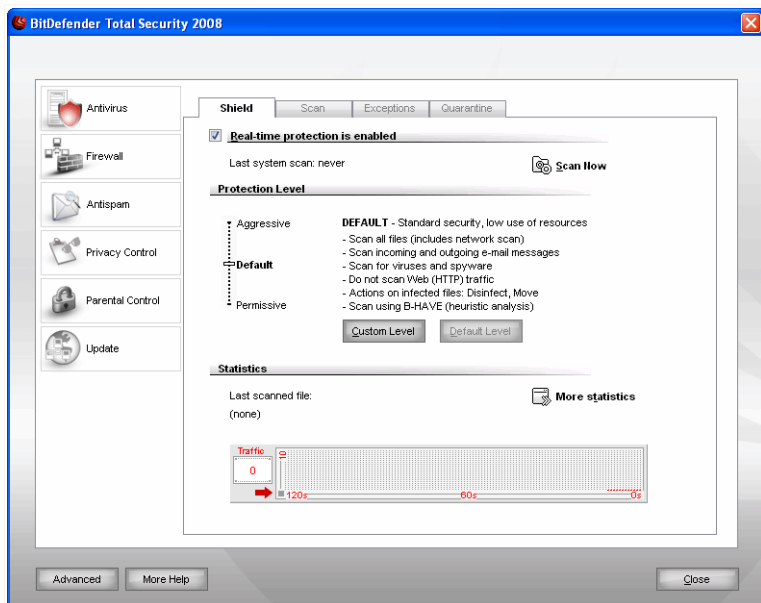 BitDefender Total Security 2008
Antivirus
Firewall
Antispam
Privacy Control
Parental Control
Update
Shield
Scan
Exceptions
Quarantine
Real-time protection is enabled
Last system scan: never
Scan Now
Protection Level
Aggressive
Default
Permissive
DEFAULT - Standard security, low use of resources
- Scan all files (includes network scan)
- Scan incoming and outgoing e-mail messages
- Scan for viruses and spyware
- Do not scan Web (HTTP) traffic
- Actions on infected files: Disinfect, Move
- Scan using B-HAVE (heuristic analysis)
Custom Level
Default Level
Statistics
Last scanned file:
(none)
More statistics
Traffic
0
10
120s
60s
0s
Advanced
More Help
Close